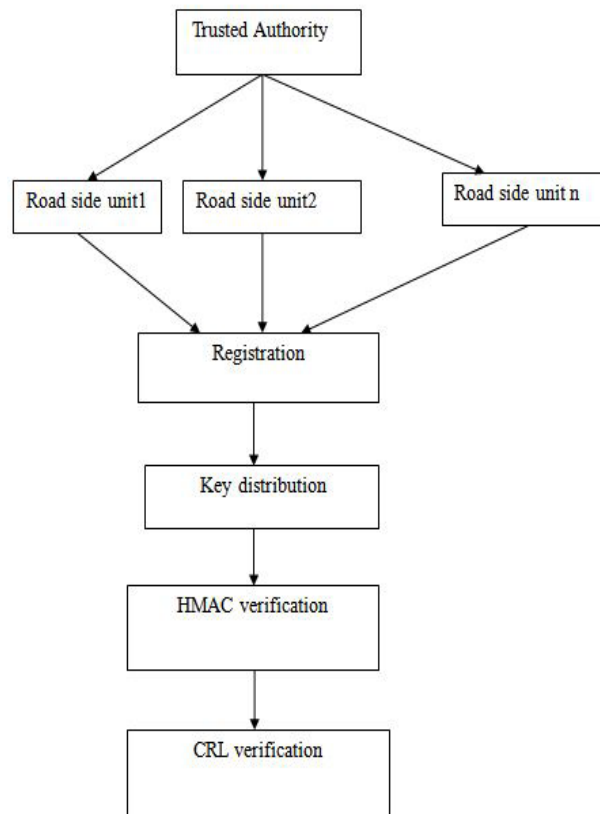 Trusted Authority
Road side unit1
Road side unit2
Road side unit n
Registration
Key distribution
HMAC verification
CRL verification